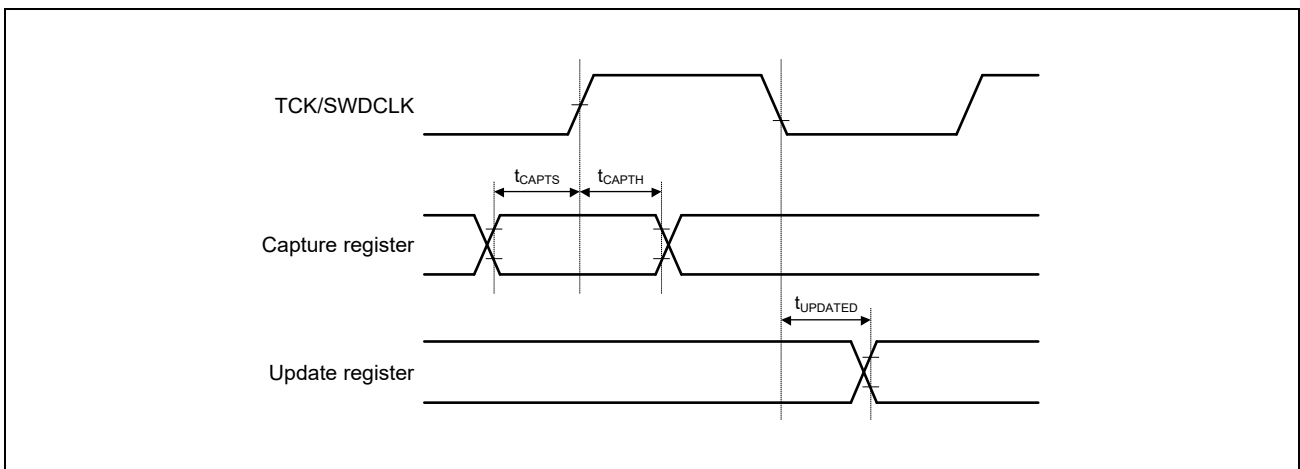 TCK/SWDCLK
tCAPTS
tCAPTH
Capture register
tUPDATED
Update register